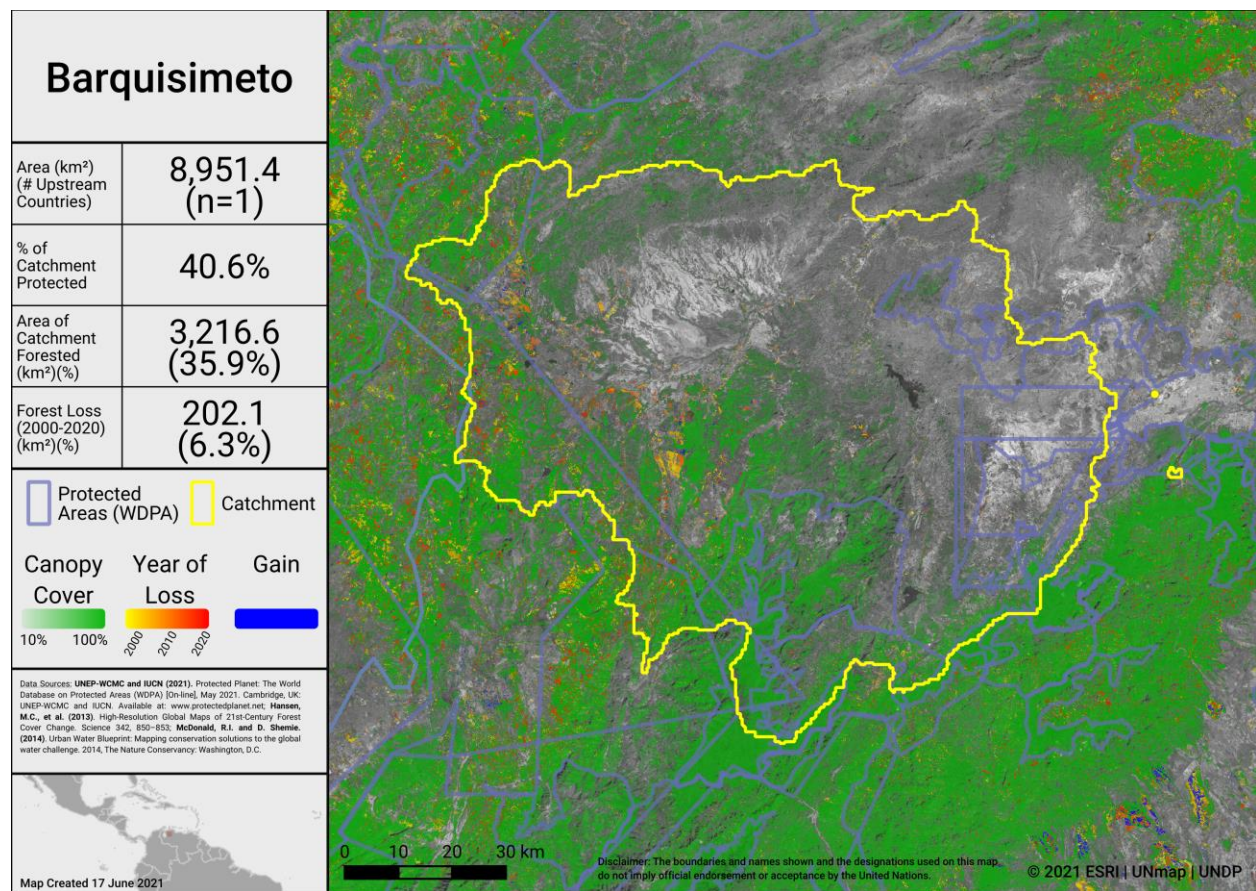 Barquisimeto
Area (km²)
(# Upstream
Countries)
8,951.4
(n=1)
% of
Catchment
Protected
40.6%
Area of
Catchment
Forested
(km²)(%)
3,216.6
(35.9%)
Forest Loss
(2000-2020)
(km²)(%)
202.1
(6.3%)
Protected
Areas (WDPA)
Catchment
Canopy
Cover
Year of
Loss
Gain
10%
100%
2000
2010
2020
Data Sources: UNEP-WCMC and IUCN (2021). Protected Planet: The World
Database on Protected Areas (WDPA) [On-line], May 2021. Cambridge, UK:
UNEP-WCMC and IUCN. Available at: www.protectedplanet.net; Hansen,
M.C., et al. (2013). High-Resolution Global Maps of 21st-Century Forest
Cover Change. Science 342, 850–853; McDonald, R.I. and D. Shemie.
(2014). Urban Water Blueprint: Mapping conservation solutions to the global
water challenge. 2014, The Nature Conservancy: Washington, D.C.
Map Created 17 June 2021
0 10 20 30 km
Disclaimer: The boundaries and names shown and the designations used on this map
do not imply official endorsement or acceptance by the United Nations.
© 2021 ESRI | UNmap | UNDP